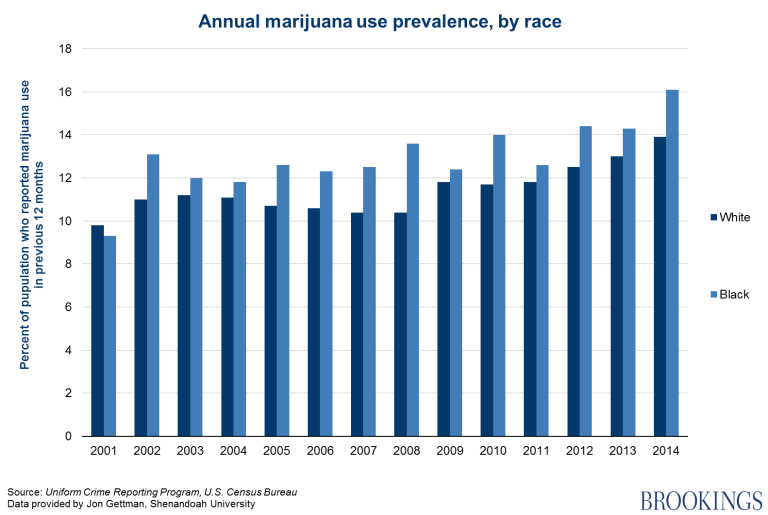 Annual marijuana use prevalence, by race
Percent of pupulation who reported marijuana use
in previous 12 months
18
16
14
12
10
8
6
4
2
0
2001 2002 2003 2004 2005 2006 2007 2008 2009 2010 2011 2012 2013 2014
White
Black
Source: Uniform Crime Reporting Program, U.S. Census Bureau
Data provided by Jon Gettman, Shenandoah University
BROOKINGS